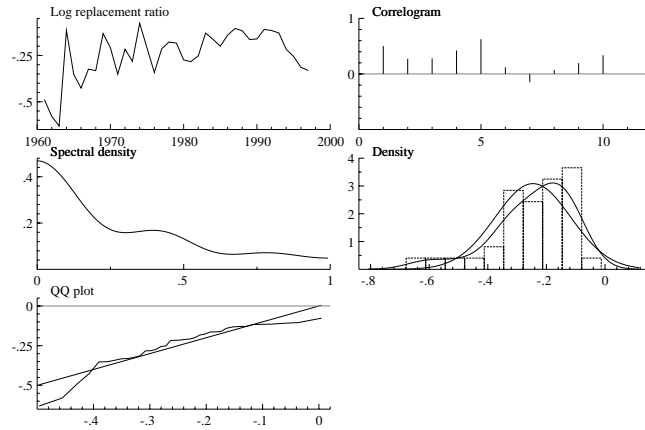 Log replacement ratio
-.25
-.5
1960 1970 1980 1990 2000
Correlogram
1
0
0 5 10
Spectral density
.4
.2
0 .5 1
Density
4
3
2
1
-.8 -.6 -.4 -.2 0
QQ plot
0
-.25
-.5
-.4 -.3 -.2 -.1 0